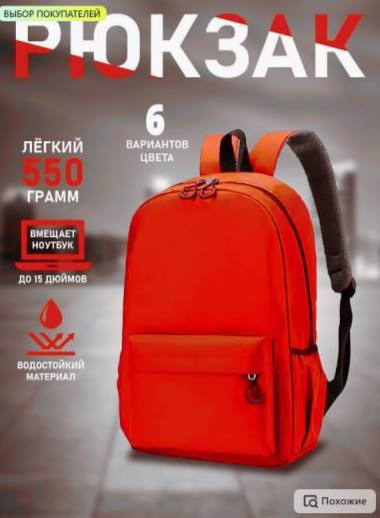 ВЫБОР ПОКУПАТЕЛЕЙ
РЮКЗАК
6
ВАРИАНТОВ
ЦВЕТА
ЛЁГКИЙ
550
ГРАММ
ВМЕЩАЕТ
НОУТБУК
ДО 15 ДЮЙМОВ
ВОДОСТОЙКИЙ
МАТЕРИАЛ
Похожие